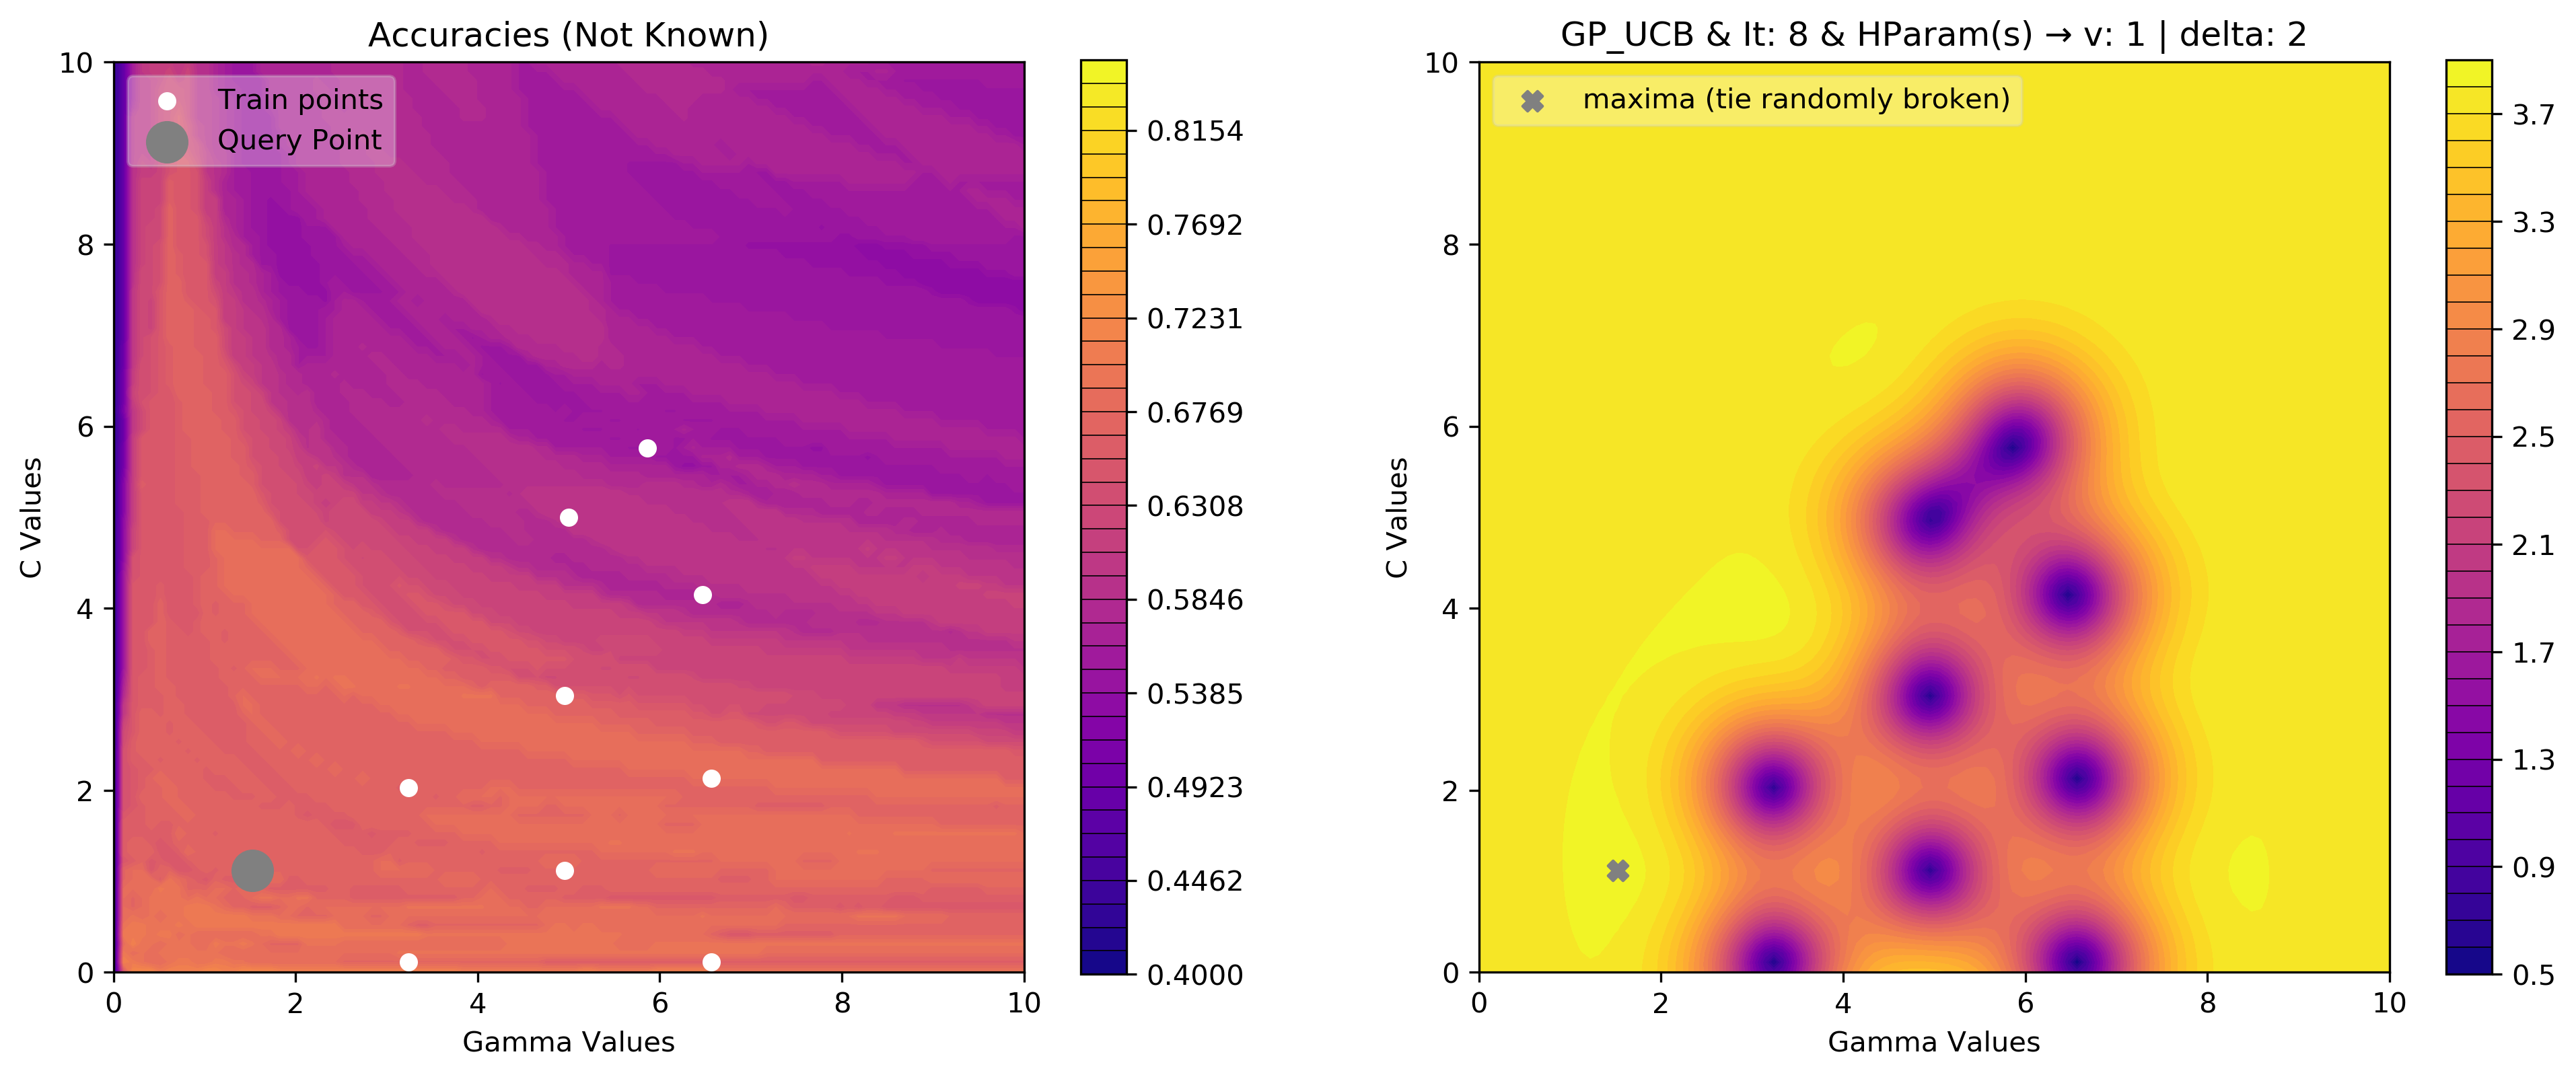 Accuracies (Not Known)
Train points
Query Point
C Values
10
8
6
4
2
0
0 2 4 6 8 10
Gamma Values
0.8154
0.7692
0.7231
0.6769
0.6308
0.5846
0.5385
0.4923
0.4462
0.4000
GP_UCB & It: 8 & HParam(s) → v: 1 | delta: 2
maxima (tie randomly broken)
C Values
10
8
6
4
2
0
0 2 4 6 8 10
Gamma Values
3.7
3.3
2.9
2.5
2.1
1.7
1.3
0.9
0.5